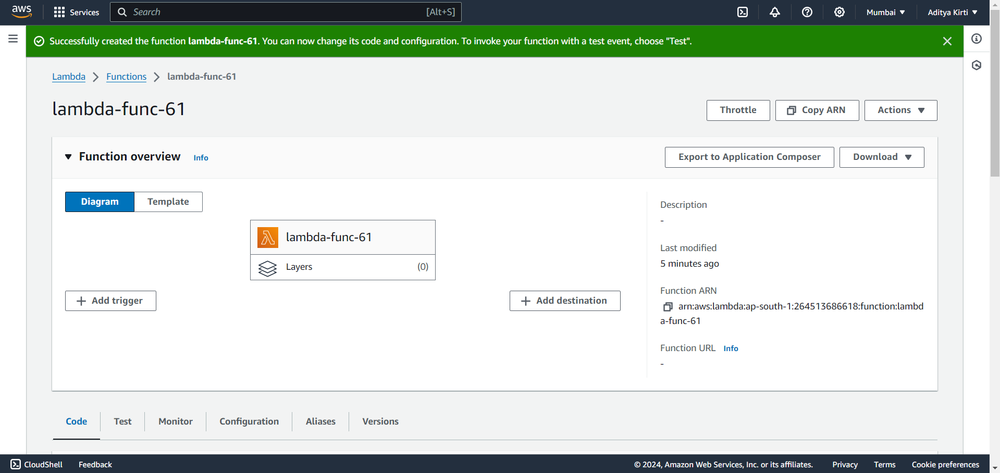 aws
Services
Search
[Alt+S]
Mumbai
Aditya Kirti
Successfully created the function lambda-func-61. You can now change its code and configuration. To invoke your function with a test event, choose "Test".
Lambda
Functions
lambda-func-61
lambda-func-61
Throttle
Copy ARN
Actions
Function overview
Info
Export to Application Composer
Download
Diagram
Template
lambda-func-61
Layers
(0)
Add trigger
Add destination
Description
-
Last modified
5 minutes ago
Function ARN
arn:aws:lambda:ap-south-1:264513686618:function:lambd
a-func-61
Function URL
Info
-
Code
Test
Monitor
Configuration
Aliases
Versions
CloudShell
Feedback
© 2024, Amazon Web Services, Inc. or its affiliates.
Privacy
Terms
Cookie preferences